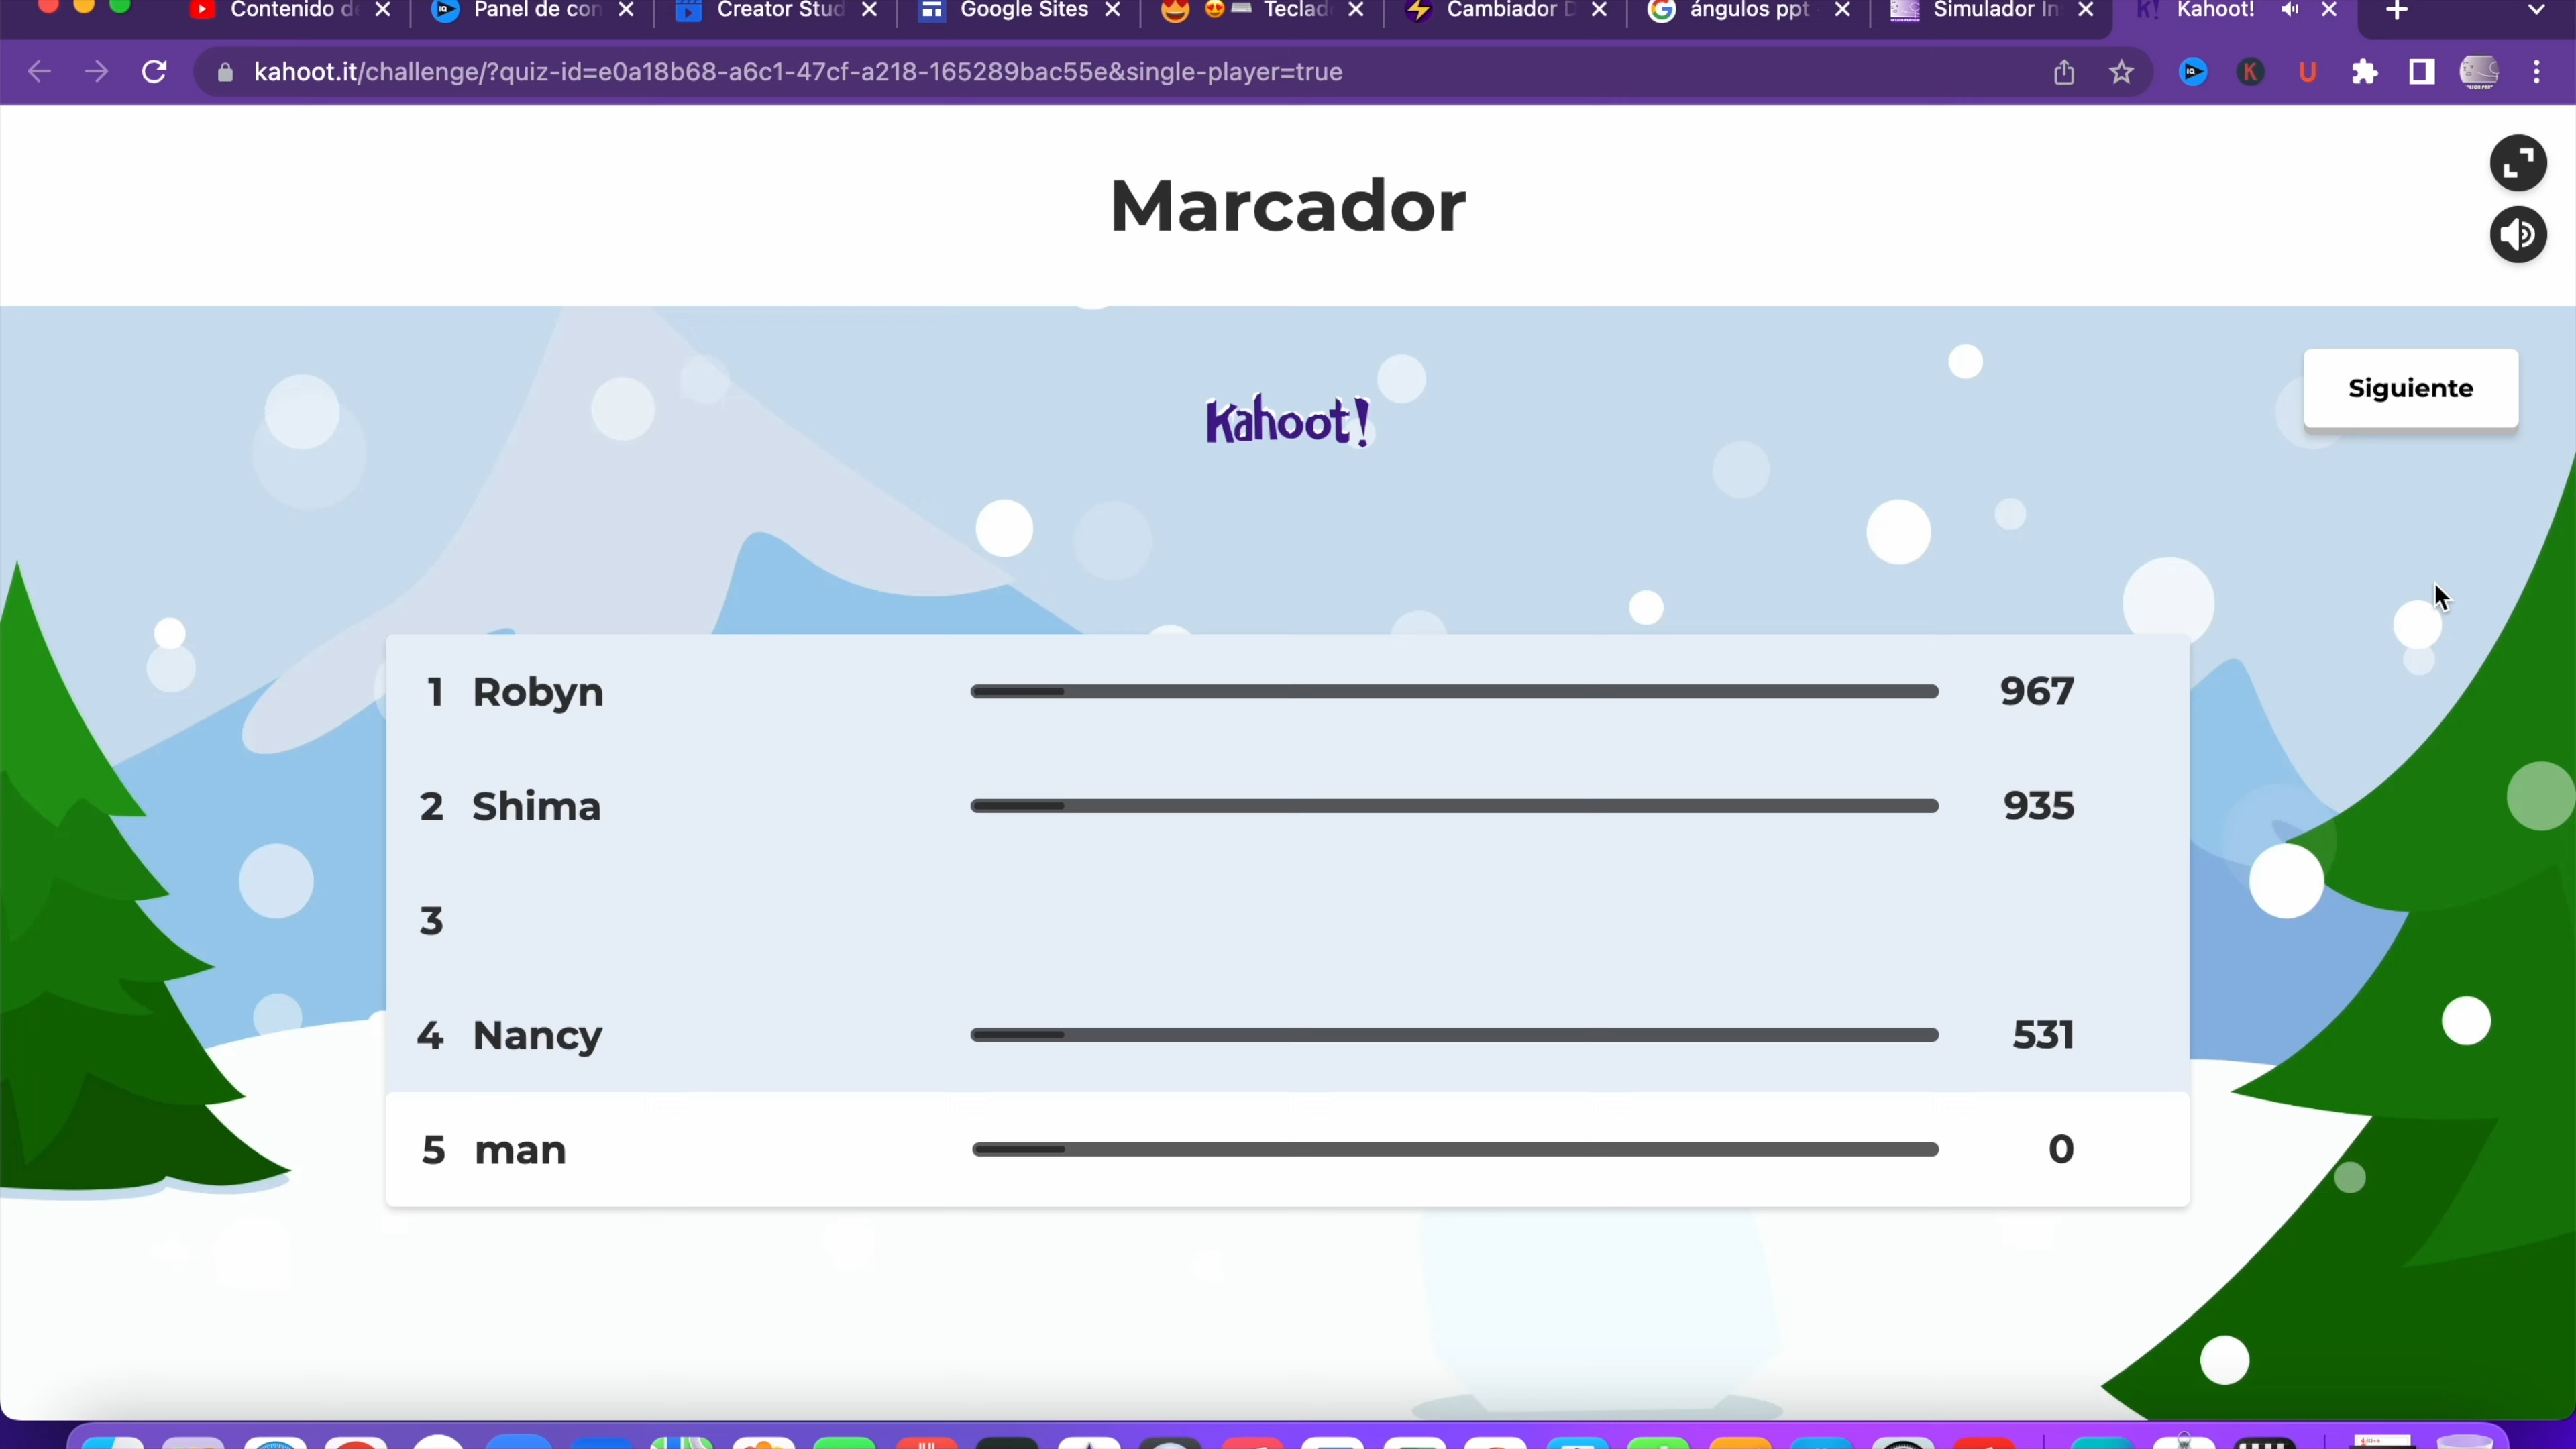 Contenido de
Panel de con
Creator Stud
Google Sites
Teclad
Cambiador D
ángulos ppt
Simulador In
Kahoot!
kahoot.it/challenge/?quiz-id=e0a18b68-a6c1-47cf-a218-165289bac55e&single-player=true
Marcador
Kahoot!
Siguiente
1 Robyn 967
2 Shima 935
3
4 Nancy 531
5 man 0